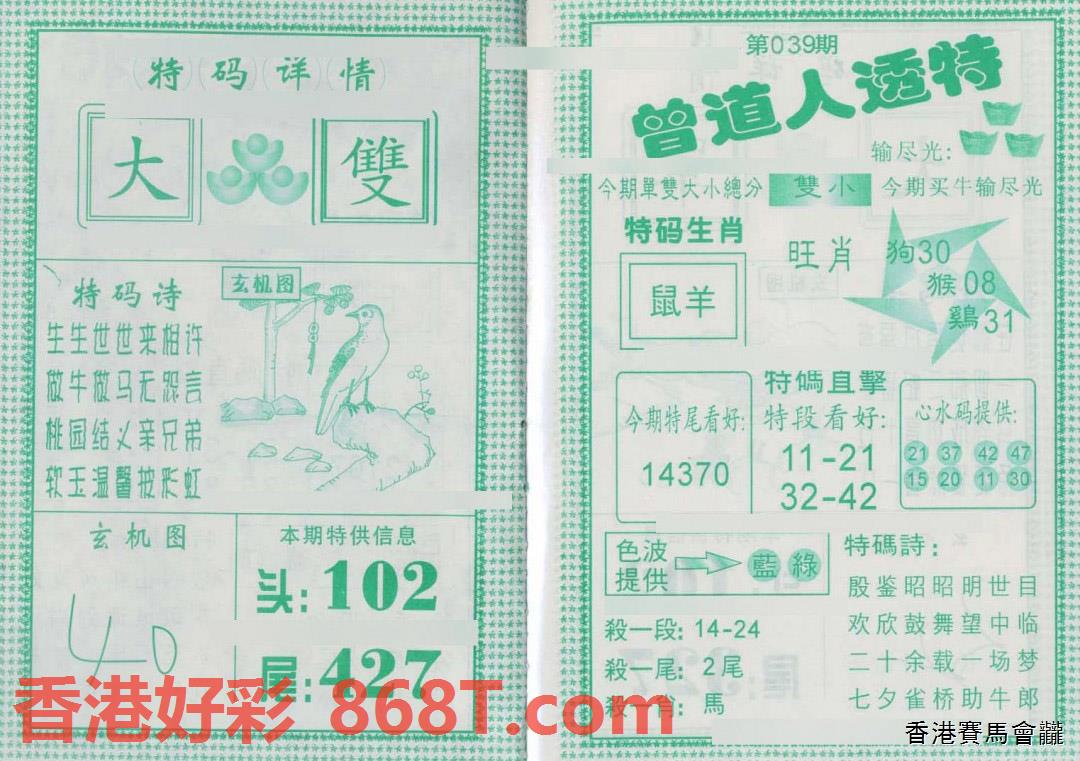 特码详情
大 雙
特码诗
生生世世来相许
做牛做马无怨言
桃园结义亲兄弟
软玉温馨披彩虹
玄机图
玄机图
40
本期特供信息
头:102
尾:427
第039期
曾道人透特
输尽光:
今期單雙大小總分 雙小 今期买牛输尽光
特码生肖
鼠羊
旺肖
狗30
猴08
鷄31
今期特尾看好:
14370
特碼直擊
特段看好:
11-21
32-42
心水码提供:
21 37 42 47
15 20 11 30
色波
提供
藍 綠
殺一段: 14-24
殺一尾: 2尾
殺一肖: 馬
特碼詩:
殷鉴昭昭明世目
欢欣鼓舞望中临
二十余载一场梦
七夕雀桥助牛郎
香港好彩 868T.com
香港賽馬會